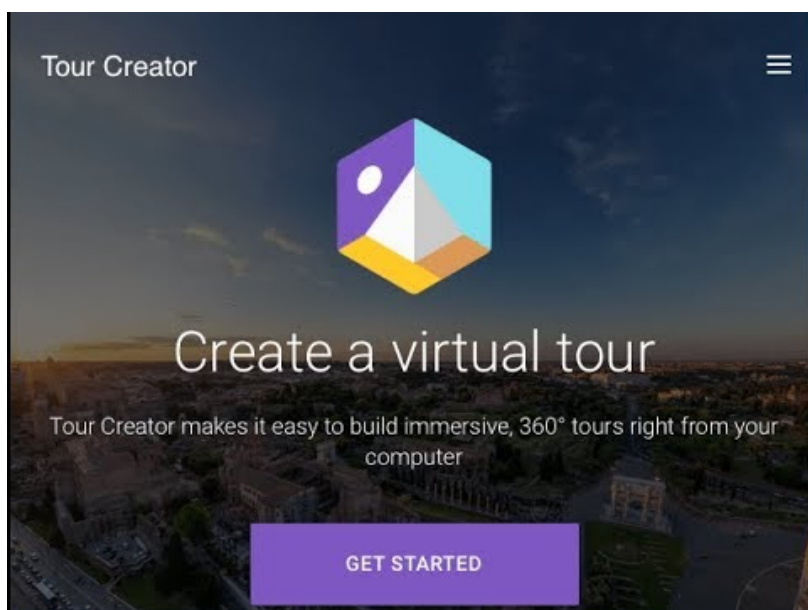 Tour Creator
Create a virtual tour
Tour Creator makes it easy to build immersive, 360° tours right from your
computer
GET STARTED